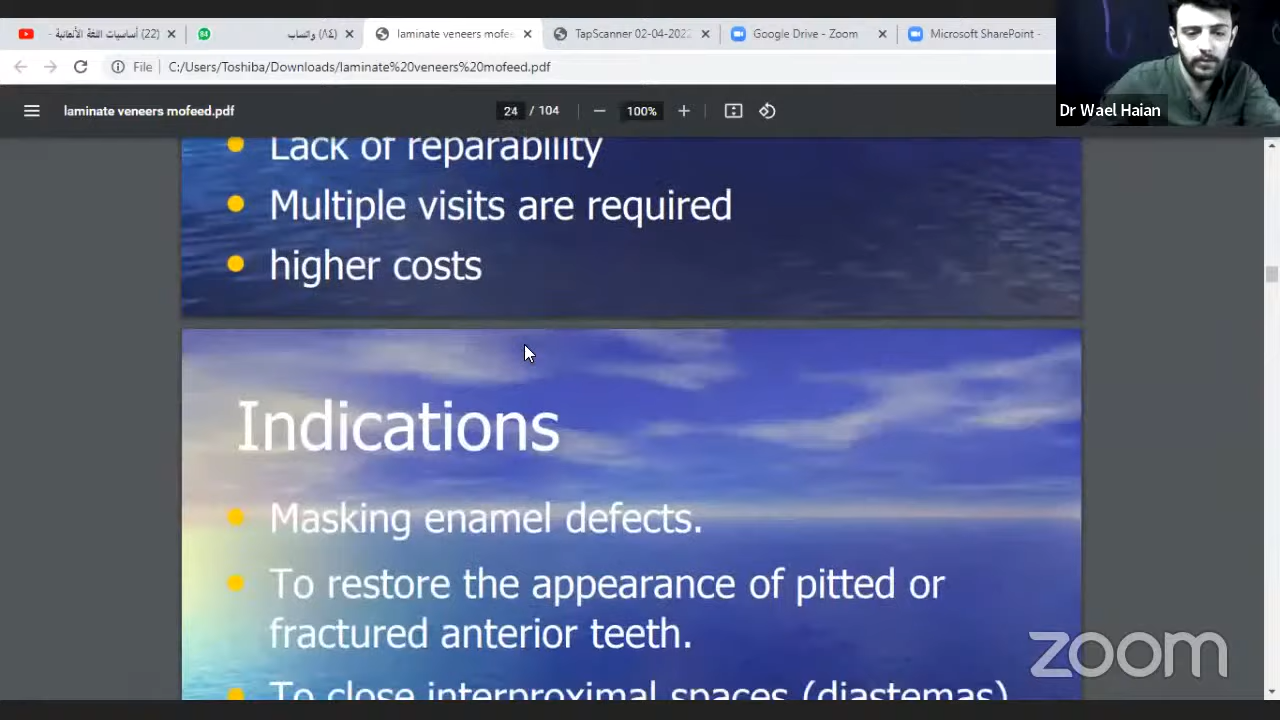 (22) أساسيات اللغة الألمانية -
(٨٤) واتساب
laminate veneers mofe
TapScanner 02-04-202
Google Drive - Zoom
Microsoft SharePoint -
File
C:/Users/Toshiba/Downloads/laminate%20veneers%20mofeed.pdf
Dr Wael Haian
laminate veneers mofeed.pdf
24 / 104
100%
Lack of reparability
Multiple visits are required
higher costs
Indications
Masking enamel defects.
To restore the appearance of pitted or
fractured anterior teeth.
To close interproximal spaces (diastemas)
zoom